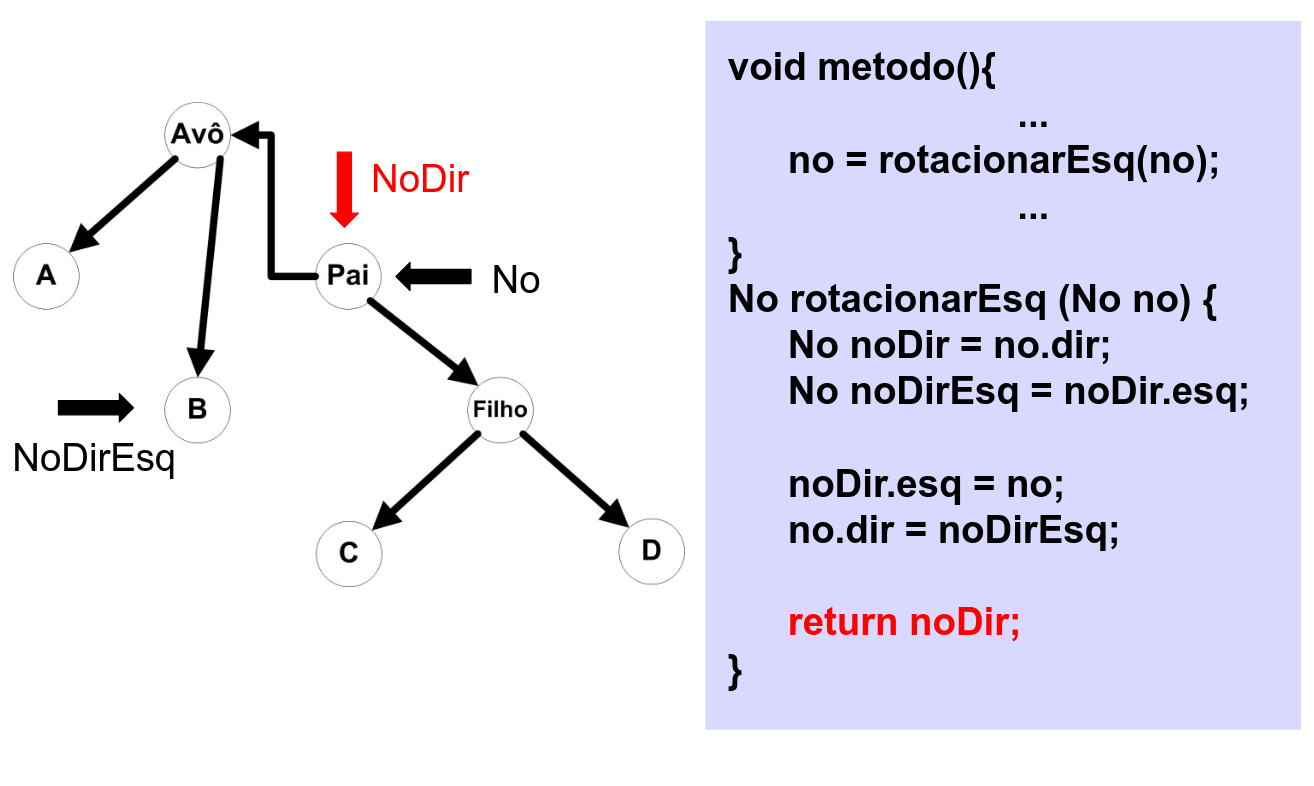 Avô
NoDir
A
Pai
No
B
Filho
NoDirEsq
C
D
void metodo(){
...
no = rotacionarEsq(no);
...
}
No rotacionarEsq (No no) {
No noDir = no.dir;
No noDirEsq = noDir.esq;
noDir.esq = no;
no.dir = noDirEsq;
return noDir;
}